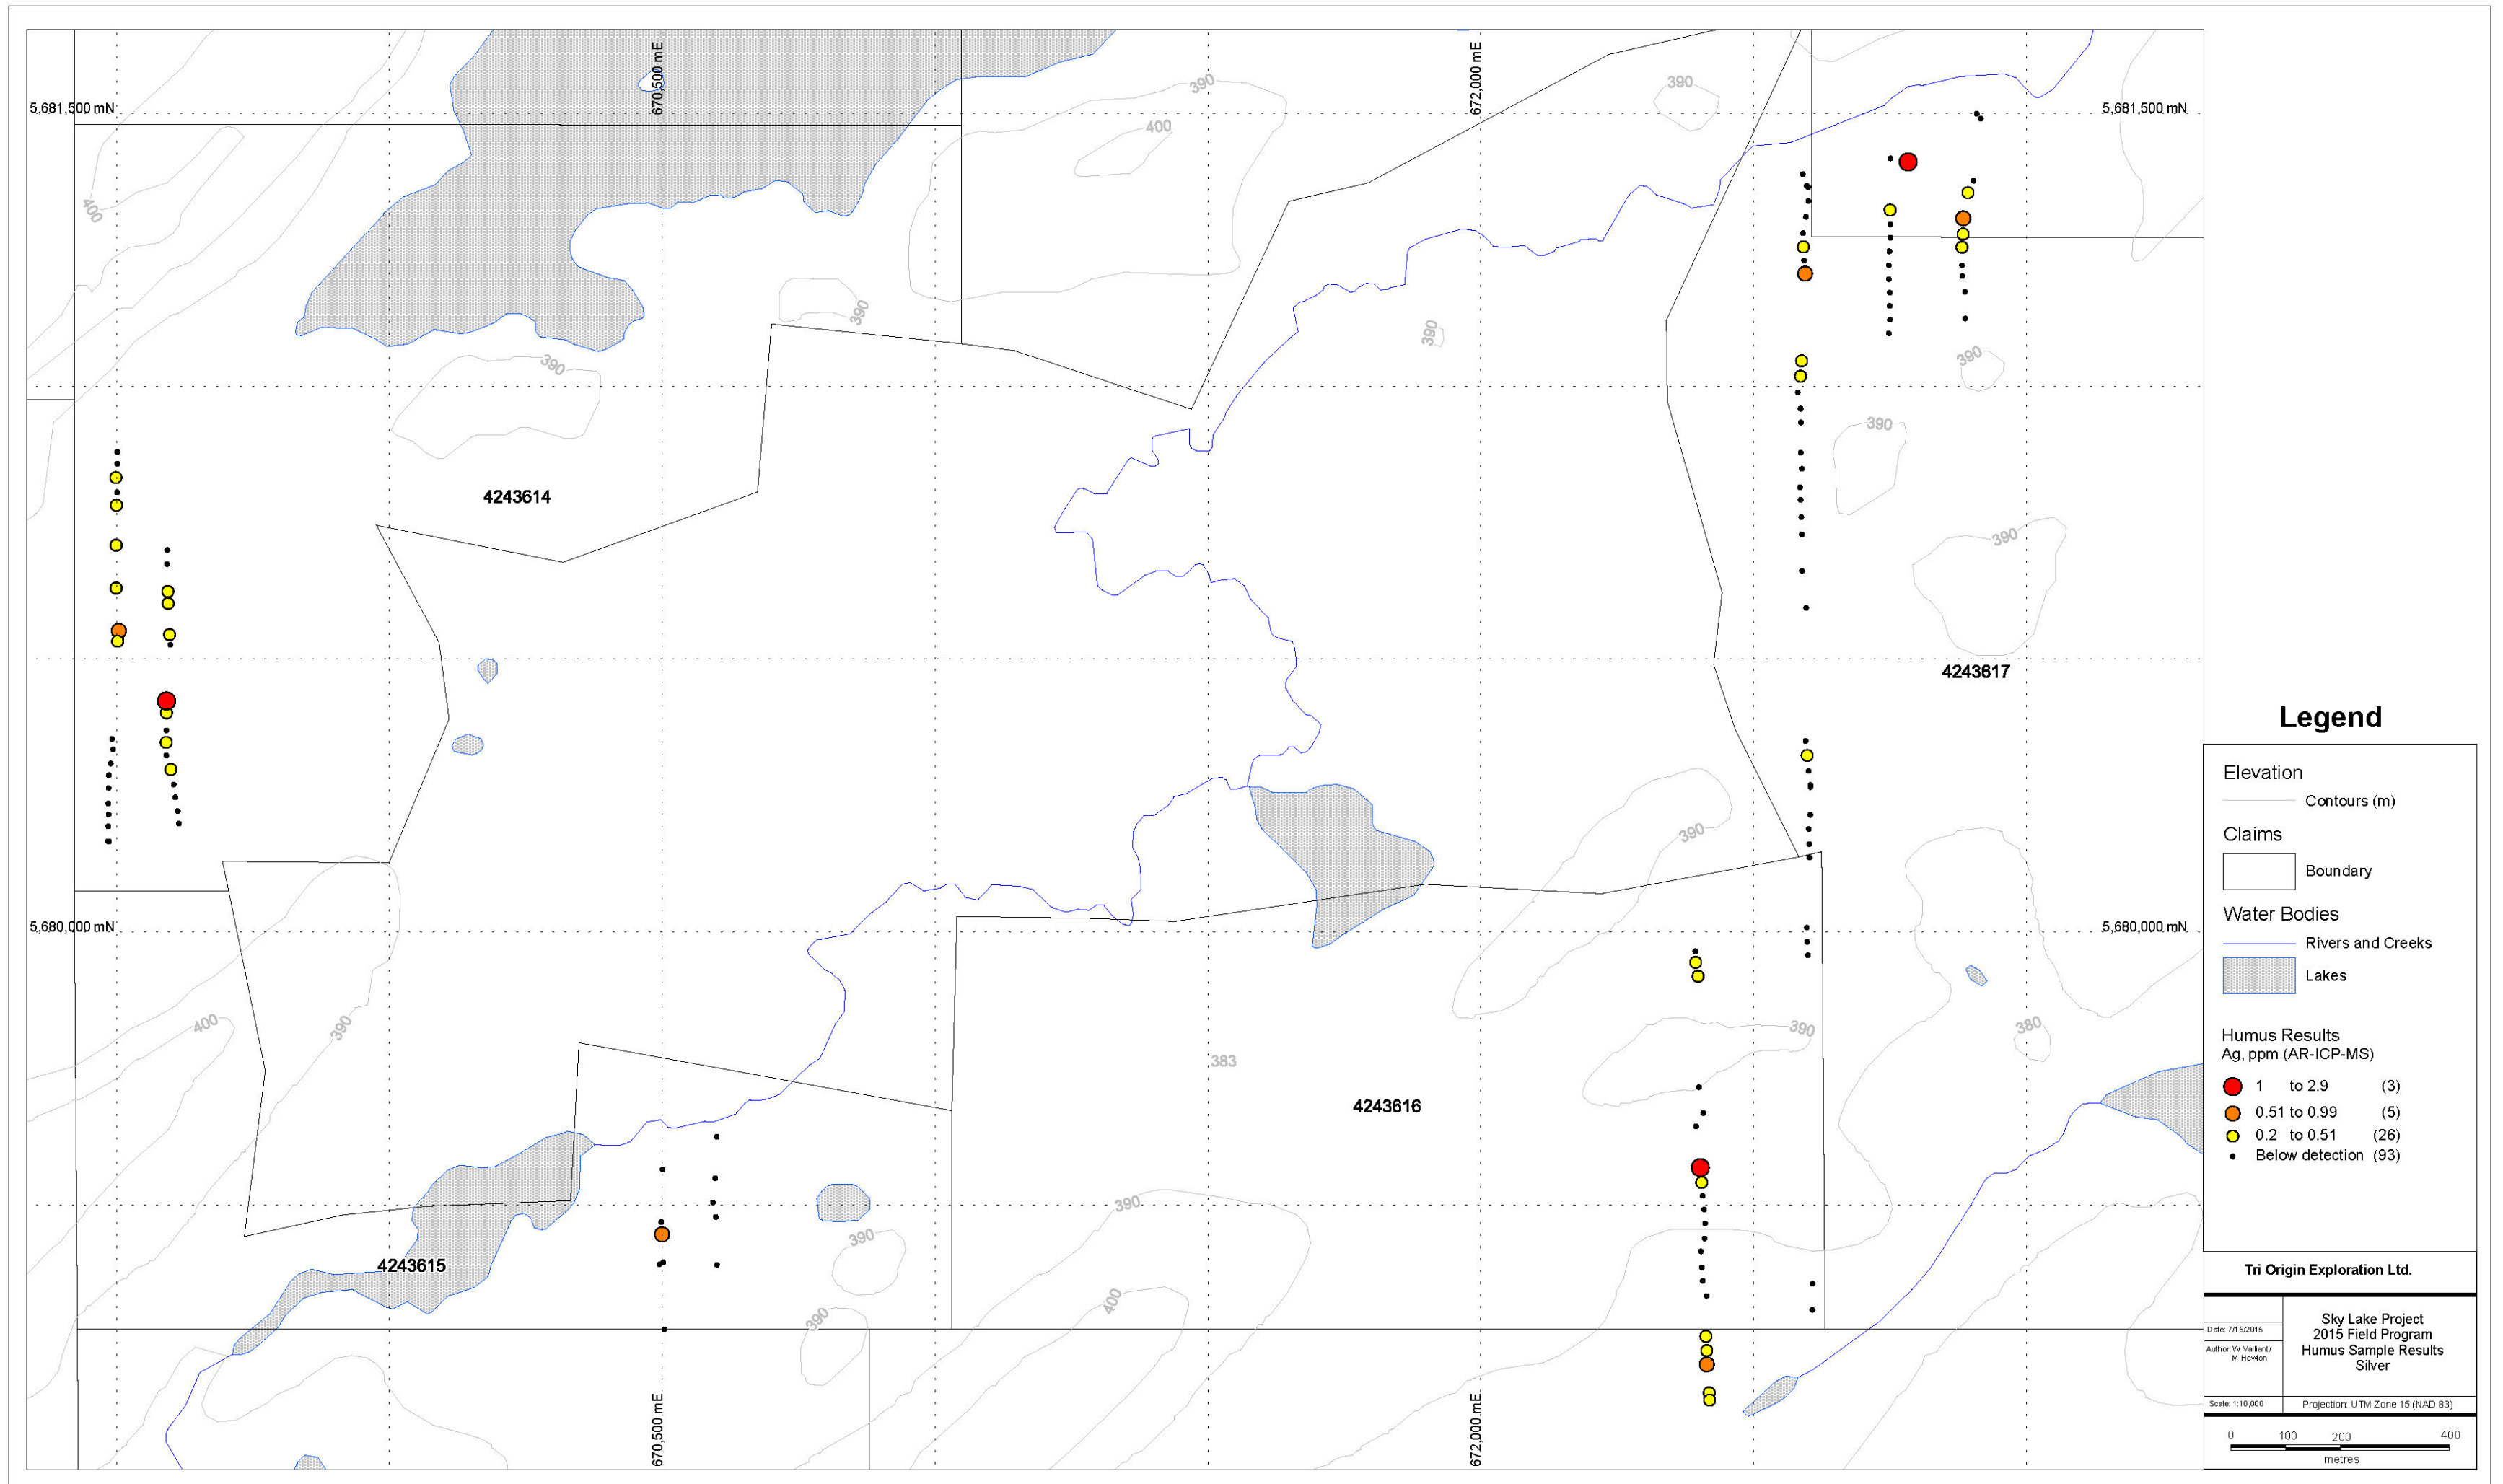 670,500 mE
672,000 mE
5,681,500 mN
5,681,500 mN
390
390
400
400
390
390
390
390
390
4243614
390
4243617
390
5,680,000 mN
5,680,000 mN
400
390
390
380
383
4243616
390
390
4243615
400
390
670,500 mE
672,000 mE
Legend
Elevation
Contours (m)
Claims
Boundary
Water Bodies
Rivers and Creeks
Lakes
Humus Results
Ag, ppm (AR-ICP-MS)
1 to 2.9 (3)
0.51 to 0.99 (5)
0.2 to 0.51 (26)
Below detection (93)
Tri Origin Exploration Ltd.
Date: 7/15/2015
Author: W Valliant/
M Hewton
Sky Lake Project
2015 Field Program
Humus Sample Results
Silver
Scale: 1:10,000
Projection: UTM Zone 15 (NAD 83)
0 100 200 400
metres